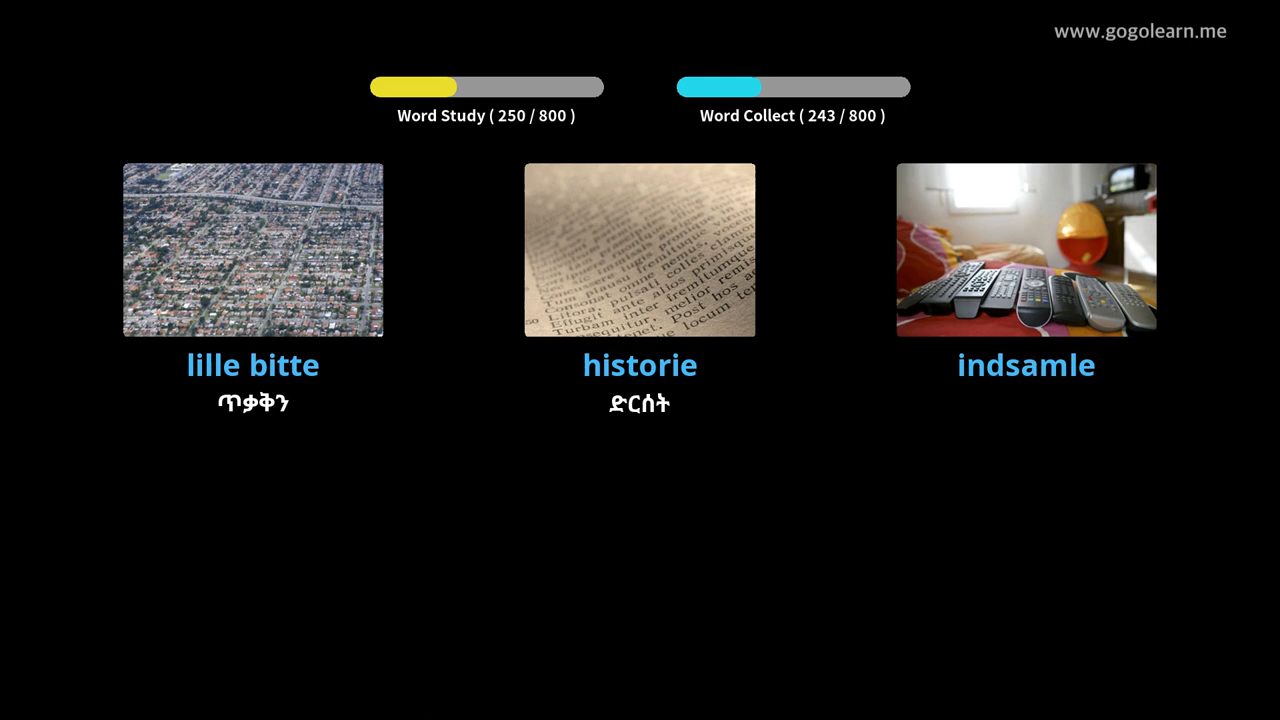 www.gogolearn.me
Word Study ( 250 / 800 )
Word Collect ( 243 / 800 )
lille bitte
ጥቃቅን
historie
ድርሰት
indsamle